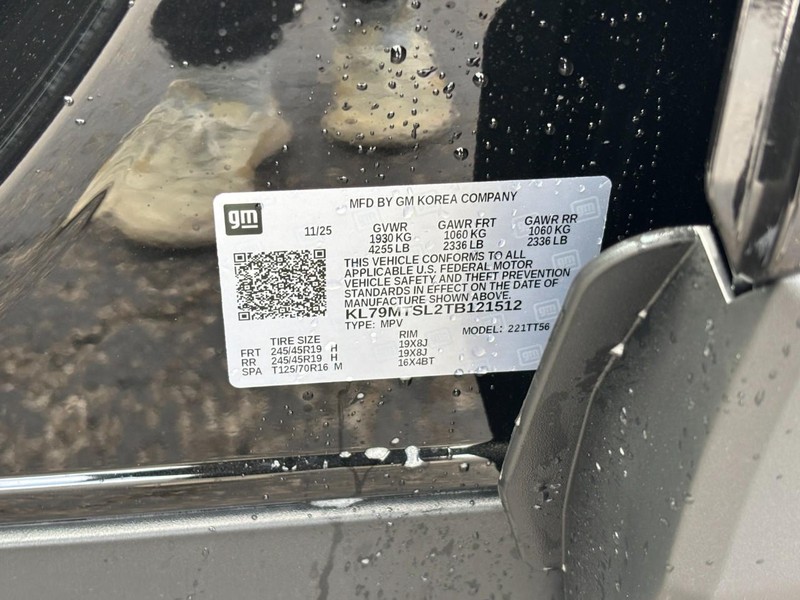 MFD BY GM KOREA COMPANY
gm
11/25 GVWR GAWR FRT GAWR RR
1930 KG 1060 KG 1060 KG
4255 LB 2336 LB 2336 LB
THIS VEHICLE CONFORMS TO ALL
APPLICABLE U.S. FEDERAL MOTOR
VEHICLE SAFETY AND THEFT PREVENTION
STANDARDS IN EFFECT ON THE DATE OF
MANUFACTURE SHOWN ABOVE.
KL79MTSL2TB121512
TYPE: MPV MODEL: 221TT56
TIRE SIZE RIM
FRT 245/45R19 H 19X8J
RR 245/45R19 H 19X8J
SPA T125/70R16 M 16X4BT